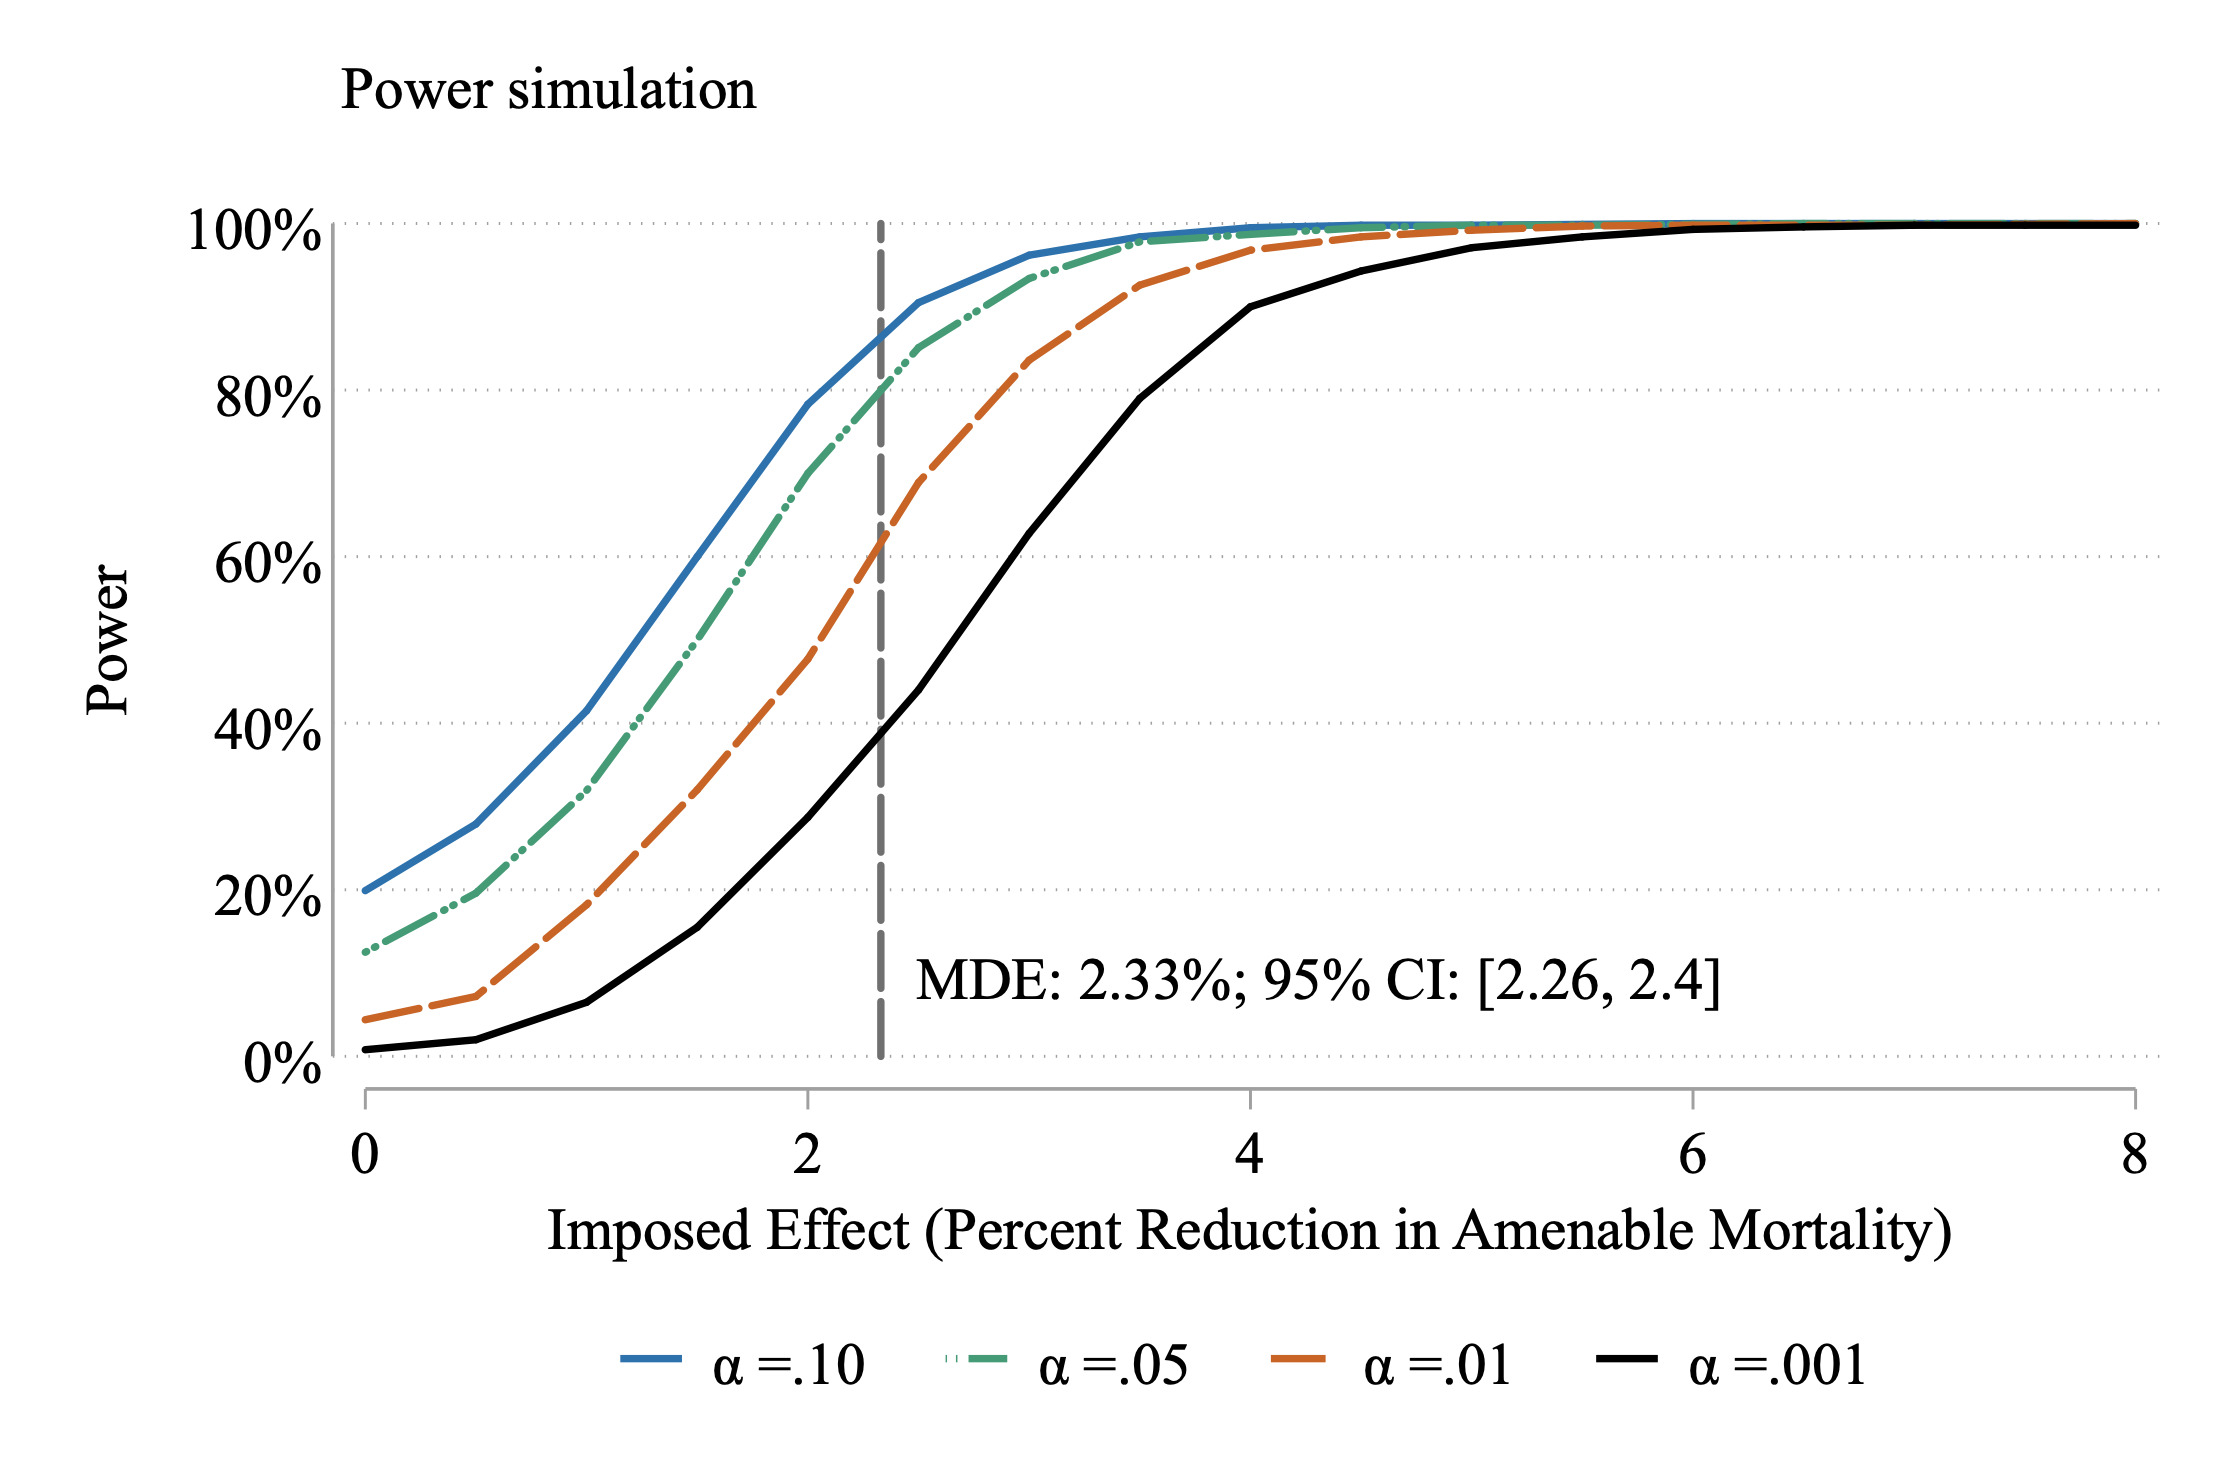 Power simulation
100%
80%
60%
40%
20%
0%
Power
MDE: 2.33%; 95% CI: [2.26, 2.4]
0 2 4 6 8
Imposed Effect (Percent Reduction in Amenable Mortality)
α =.10 α =.05 α =.01 α =.001